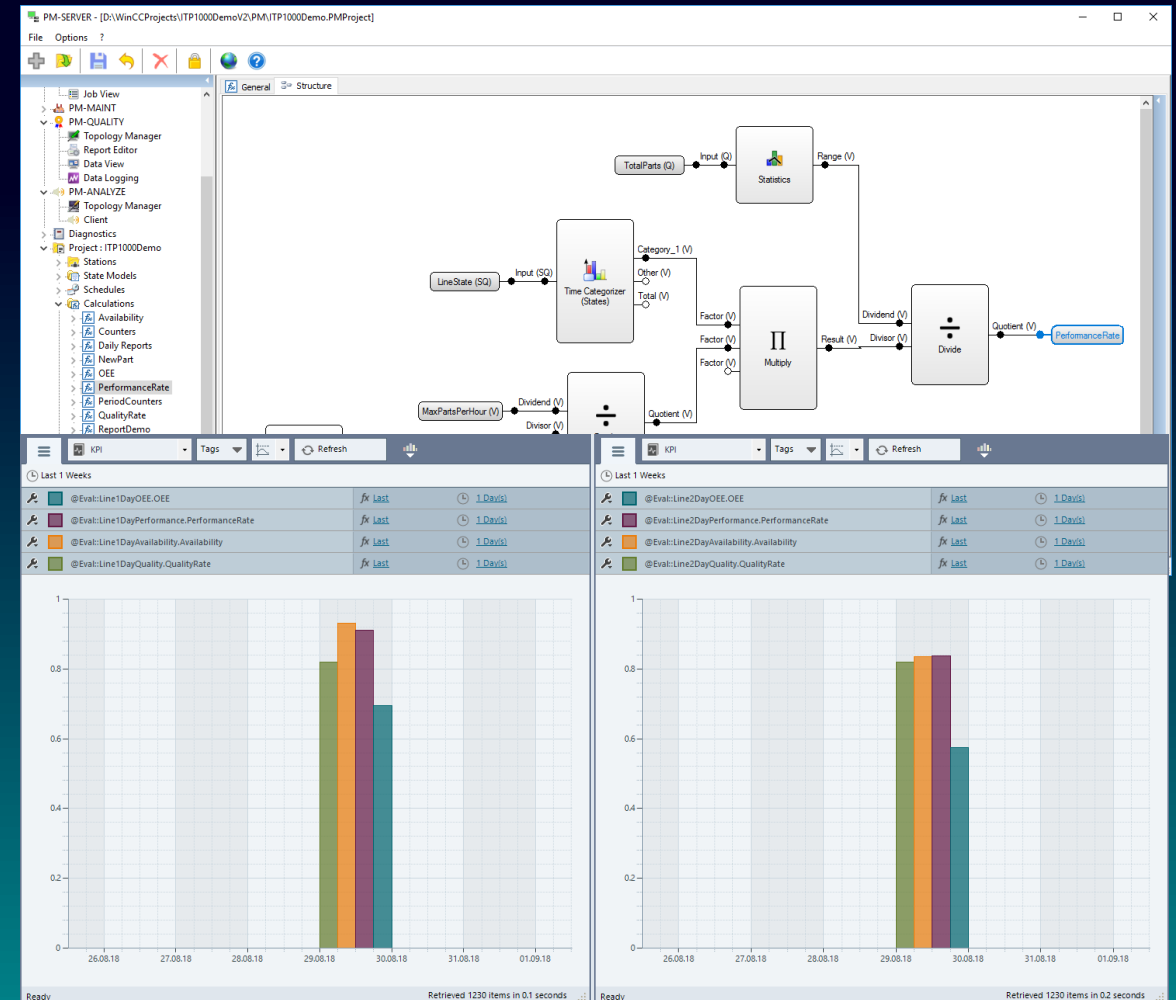 PM-SERVER - [D:\WinCCProjects\ITP1000DemoV2\PM\ITP1000Demo.PMProject]
File Options ?
Job View
PM-MAINT
PM-QUALITY
Topology Manager
Report Editor
Data View
Data Logging
PM-ANALYZE
Topology Manager
Client
Diagnostics
Project : ITP1000Demo
Stations
State Models
Schedules
Calculations
Availability
Counters
Daily Reports
NewPart
OEE
PerformanceRate
PeriodCounters
QualityRate
ReportDemo
General Structure
TotalParts (Q) Input (Q) Statistics Range (V)
LineState (SQ) Input (SQ) Time Categorizer
(States)
Category_1 (V)
Other (V)
Total (V)
Factor (V)
Factor (V)
Factor (V)
Π
Multiply
Result (V)
Dividend (V)
Divisor (V)
÷
Divide
Quotient (V) PerformanceRate
MaxPartsPerHour (V) Dividend (V)
Divisor (V)
÷
Quotient (V)
KPI Tags Refresh
Last 1 Weeks
@Eval::Line1DayOEE.OEE fx Last 1 Day(s)
@Eval::Line1DayPerformance.PerformanceRate fx Last 1 Day(s)
@Eval::Line1DayAvailability.Availability fx Last 1 Day(s)
@Eval::Line1DayQuality.QualityRate fx Last 1 Day(s)
1
0.8
0.6
0.4
0.2
0
26.08.18 27.08.18 28.08.18 29.08.18 30.08.18 31.08.18 01.09.18
Ready Retrieved 1230 items in 0.1 seconds
KPI Tags Refresh
Last 1 Weeks
@Eval::Line2DayOEE.OEE fx Last 1 Day(s)
@Eval::Line2DayPerformance.PerformanceRate fx Last 1 Day(s)
@Eval::Line2DayAvailability.Availability fx Last 1 Day(s)
@Eval::Line2DayQuality.QualityRate fx Last 1 Day(s)
1
0.8
0.6
0.4
0.2
0
26.08.18 27.08.18 28.08.18 29.08.18 30.08.18 31.08.18 01.09.18
Ready Retrieved 1230 items in 0.2 seconds